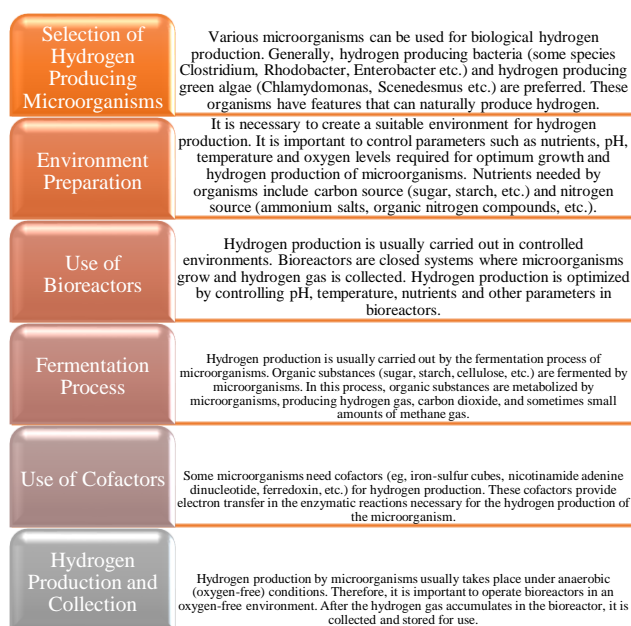 Selection of
Hydrogen
Producing
Microorganisms
Various microorganisms can be used for biological hydrogen
production. Generally, hydrogen producing bacteria (some species
Clostridium, Rhodobacter, Enterobacter etc.) and hydrogen producing
green algae (Chlamydomonas, Scenedesmus etc.) are preferred. These
organisms have features that can naturally produce hydrogen.
Environment
Preparation
It is necessary to create a suitable environment for hydrogen
production. It is important to control parameters such as nutrients, pH,
temperature and oxygen levels required for optimum growth and
hydrogen production of microorganisms. Nutrients needed by
organisms include carbon source (sugar, starch, etc.) and nitrogen
source (ammonium salts, organic nitrogen compounds, etc.).
Use of
Bioreactors
Hydrogen production is usually carried out in controlled
environments. Bioreactors are closed systems where microorganisms
grow and hydrogen gas is collected. Hydrogen production is optimized
by controlling pH, temperature, nutrients and other parameters in
bioreactors.
Fermentation
Process
Hydrogen production is usually carried out by the fermentation process of
microorganisms. Organic substances (sugar, starch, cellulose, etc.) are fermented by
microorganisms. In this process, organic substances are metabolized by
microorganisms, producing hydrogen gas, carbon dioxide, and sometimes small
amounts of methane gas.
Use of Cofactors
Some microorganisms need cofactors (eg, iron-sulfur cubes, nicotinamide adenine
dinucleotide, ferredoxin, etc.) for hydrogen production. These cofactors provide
electron transfer in the enzymatic reactions necessary for the hydrogen production of
the microorganism.
Hydrogen
Production and
Collection
Hydrogen production by microorganisms usually takes place under anaerobic
(oxygen-free) conditions. Therefore, it is important to operate bioreactors in an
oxygen-free environment. After the hydrogen gas accumulates in the bioreactor, it is
collected and stored for use.